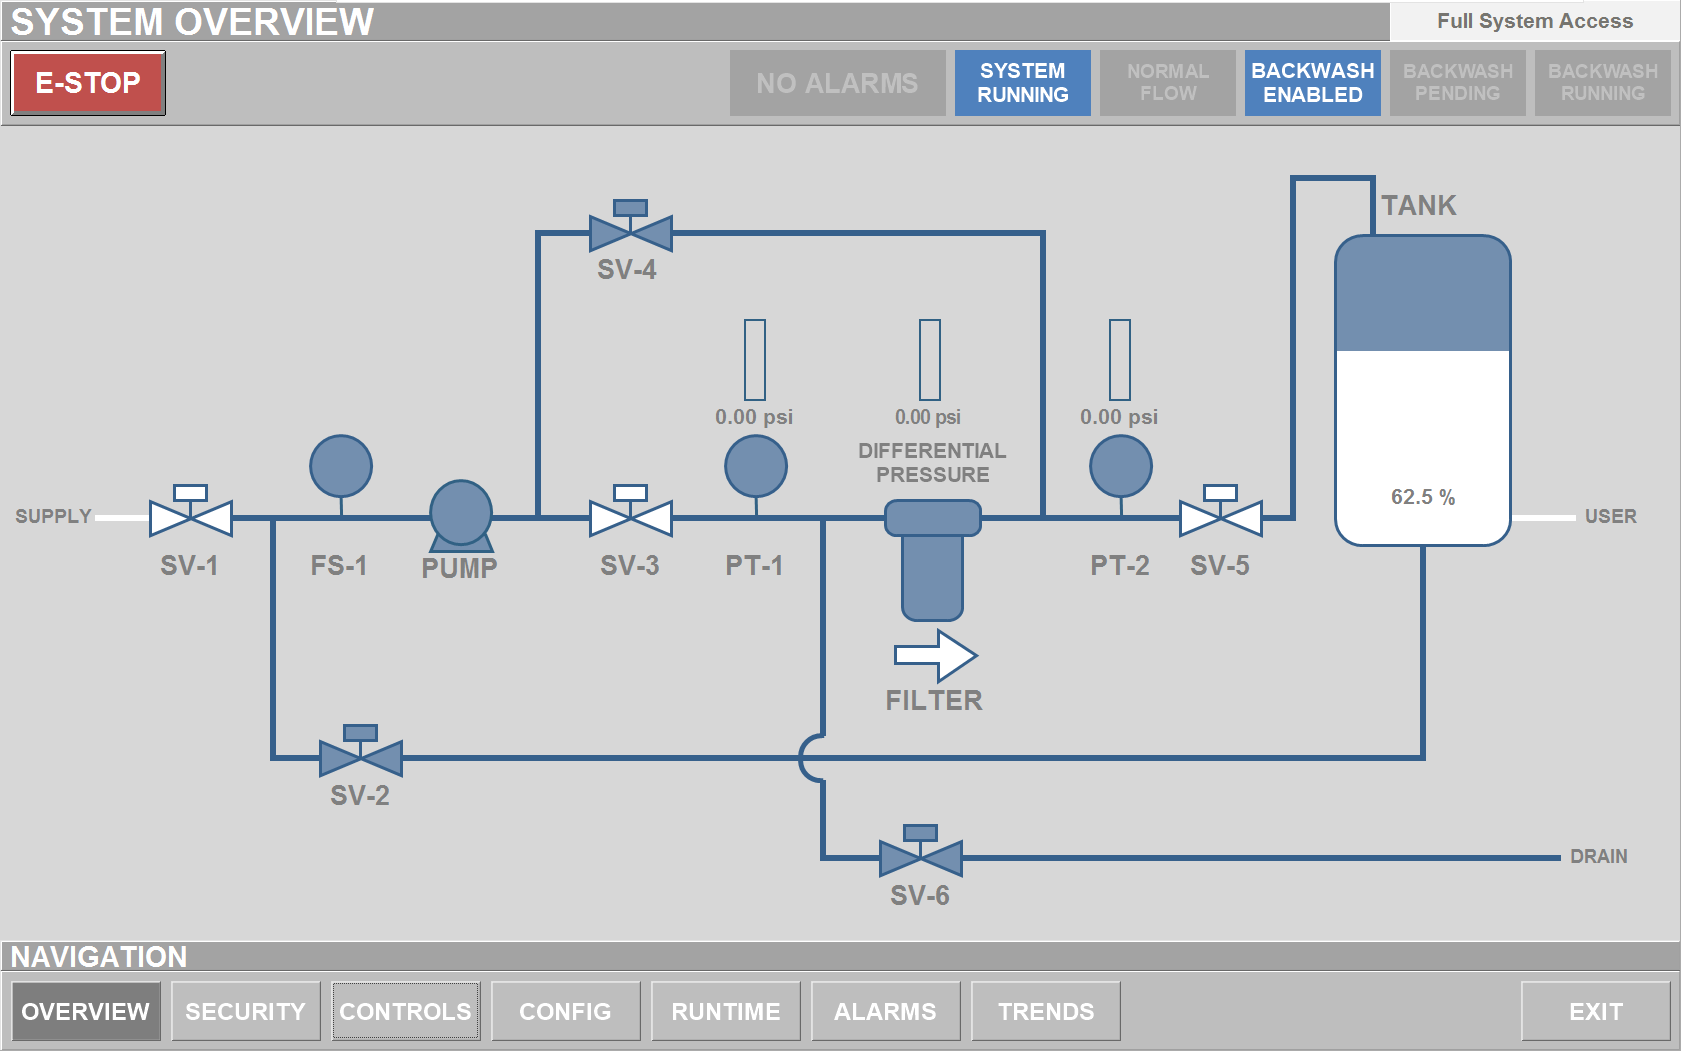 SYSTEM OVERVIEW
Full System Access
E-STOP
NO ALARMS
SYSTEM
RUNNING
NORMAL
FLOW
BACKWASH
ENABLED
BACKWASH
PENDING
BACKWASH
RUNNING
TANK
SV-4
0.00 psi
0.00 psi
0.00 psi
DIFFERENTIAL
PRESSURE
62.5 %
SUPPLY
USER
SV-1
FS-1
PUMP
SV-3
PT-1
PT-2
SV-5
FILTER
SV-2
DRAIN
SV-6
NAVIGATION
OVERVIEW
SECURITY
CONTROLS
CONFIG
RUNTIME
ALARMS
TRENDS
EXIT